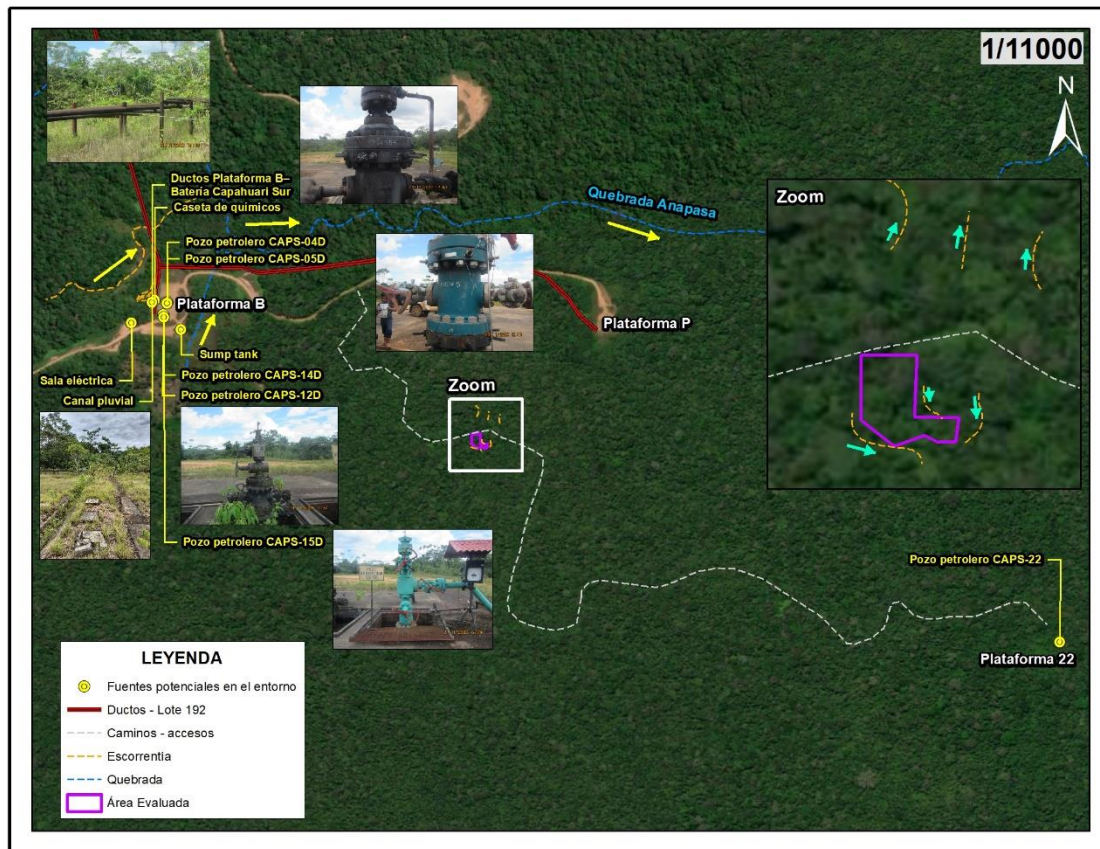 1/11000
N
Ductos Plataforma B–
Batería Capahuari Sur
Caseta de químicos
Pozo petrolero CAPS-04D
Pozo petrolero CAPS-05D
Quebrada Anapasa
Zoom
Plataforma B
Plataforma P
Sump tank
Sala eléctrica
Canal pluvial
Pozo petrolero CAPS-14D
Pozo petrolero CAPS-12D
Zoom
Pozo petrolero CAPS-15D
Pozo petrolero CAPS-22
Plataforma 22
LEYENDA
Fuentes potenciales en el entorno
Ductos - Lote 192
Caminos - accesos
Escorrentia
Quebrada
Área Evaluada